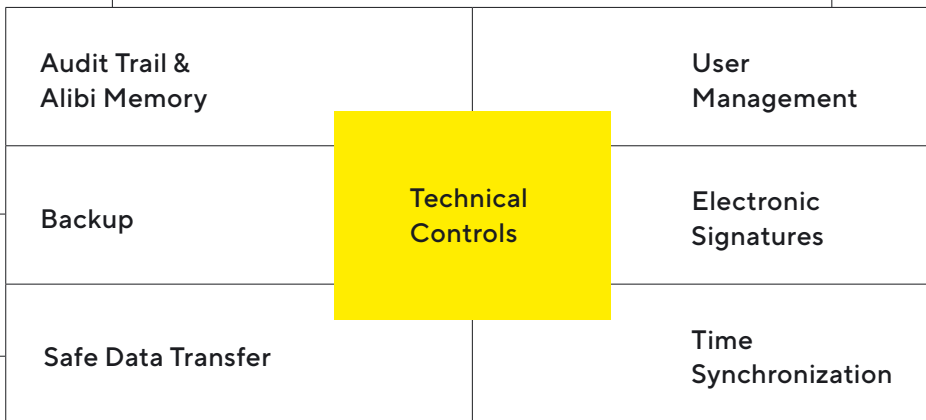 Audit Trail &
Alibi Memory
User
Management
Technical
Controls
Backup
Electronic
Signatures
Safe Data Transfer
Time
Synchronization